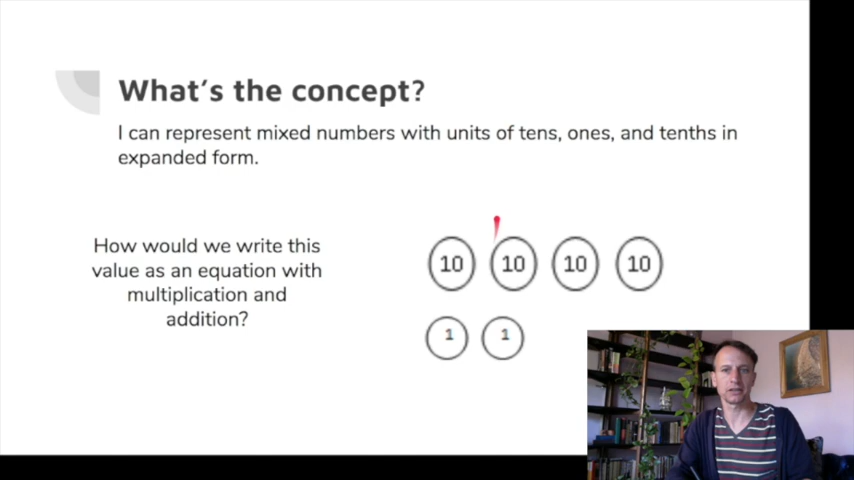 What's the concept?
I can represent mixed numbers with units of tens, ones, and tenths in
expanded form.
How would we write this
value as an equation with
multiplication and
addition?
10 10 10 10
1 1